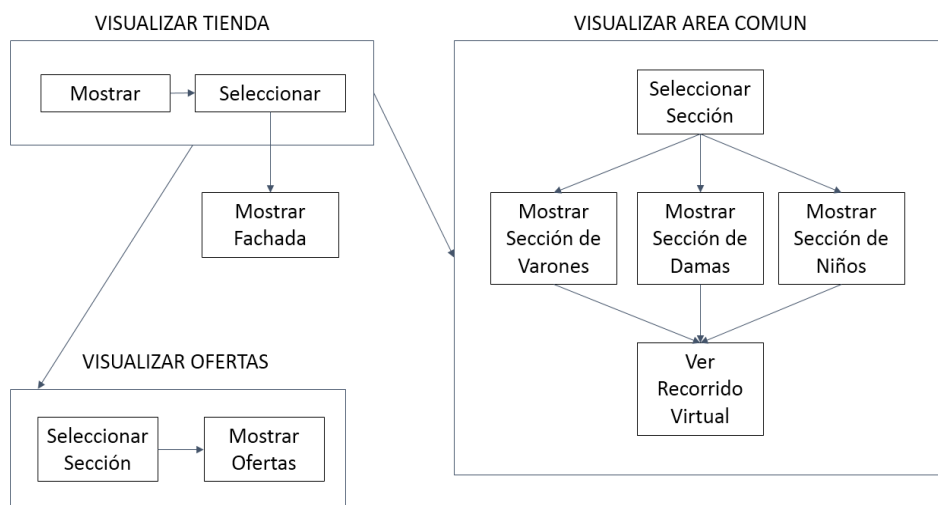 VISUALIZAR TIENDA
Mostrar
Seleccionar
Mostrar
Fachada
VISUALIZAR AREA COMUN
Seleccionar
Sección
Mostrar
Sección de
Varones
Mostrar
Sección de
Damas
Mostrar
Sección de
Niños
Ver
Recorrido
Virtual
VISUALIZAR OFERTAS
Seleccionar
Sección
Mostrar
Ofertas